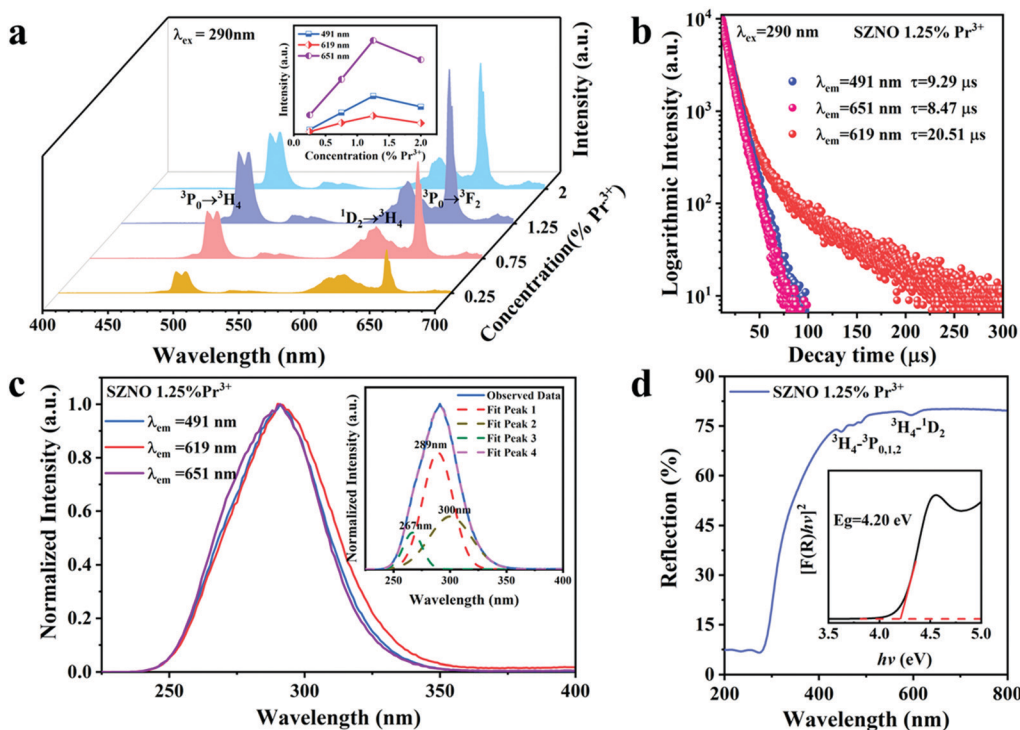 a
λex = 290nm
491 nm
619 nm
651 nm
Intensity (a.u.)
0.0 0.5 1.0 1.5 2.0
Concentration (% Pr³⁺)
Intensity (a.u.)
³P₀→³H₄
¹D₂→³H₄
³P₀→³F₂
2
1.25
0.75
0.25
Concentration(% Pr³⁺)
400 450 500 550 600 650 700
Wavelength (nm)
b
λex=290 nm
SZNO 1.25% Pr³⁺
λem=491 nm τ=9.29 μs
λem=651 nm τ=8.47 μs
λem=619 nm τ=20.51 μs
Logarithmic Intensity (a.u.)
10⁴
10³
10²
10¹
50 100 150 200 250 300
Decay time (μs)
c
SZNO 1.25%Pr³⁺
λem =491 nm
λem =619 nm
λem =651 nm
Normalized Intensity (a.u.)
1.0
0.8
0.6
0.4
0.2
0.0
250 300 350 400
Wavelength (nm)
Observed Data
Fit Peak 1
Fit Peak 2
Fit Peak 3
Fit Peak 4
289nm
300nm
267nm
Normalized Intensity (a.u.)
250 300 350 400
Wavelength (nm)
d
SZNO 1.25% Pr³⁺
³H₄-¹D₂
³H₄-³P₀,₁,₂
Reflection (%)
90
75
60
45
30
15
0
200 400 600 800
Wavelength (nm)
Eg=4.20 eV
[F(R)hν]²
3.5 4.0 4.5 5.0
hν (eV)